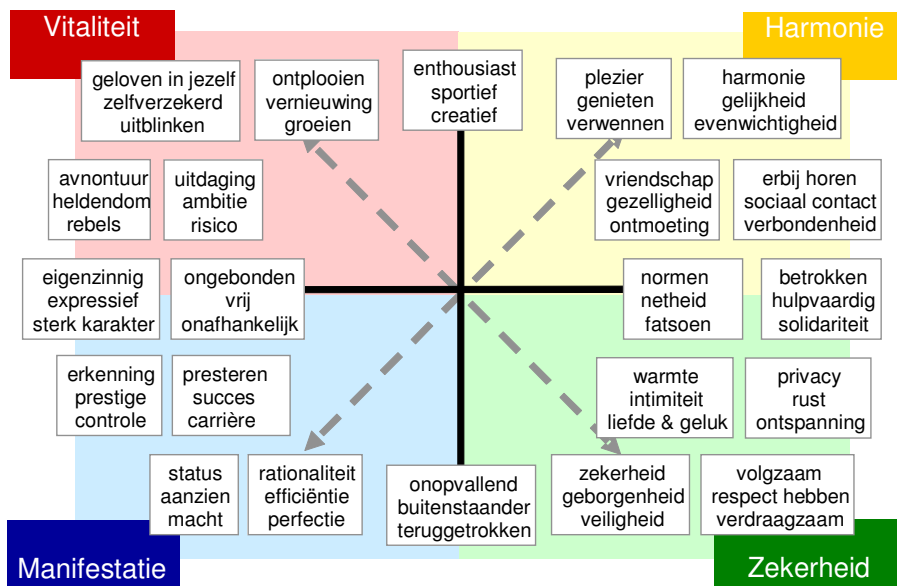 Vitaliteit
Harmonie
geloven in jezelf
zelfverzekerd
uitblinken
ontplooien
vernieuwing
groeien
enthousiast
sportief
creatief
plezier
genieten
verwennen
harmonie
gelijkheid
evenwichtigheid
avnontuur
heldendom
rebels
uitdaging
ambitie
risico
vriendschap
gezelligheid
ontmoeting
erbij horen
sociaal contact
verbondenheid
eigenzinnig
expressief
sterk karakter
ongebonden
vrij
onafhankelijk
normen
netheid
fatsoen
betrokken
hulpvaardig
solidariteit
erkenning
prestige
controle
presteren
succes
carrière
warmte
intimiteit
liefde & geluk
privacy
rust
ontspanning
status
aanzien
macht
rationaliteit
efficiëntie
perfectie
onopvallend
buitenstaander
teruggetrokken
zekerheid
geborgenheid
veiligheid
volgzaam
respect hebben
verdraagzaam
Manifestatie
Zekerheid